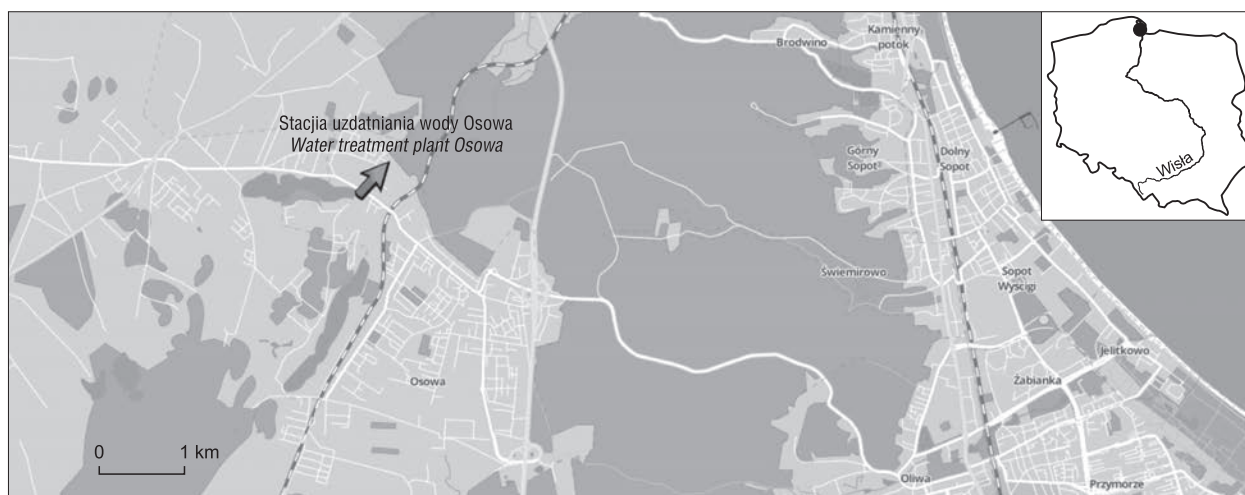 Brodwino
Kamienny
potok
Stacjia uzdatniania wody Osowa
Water treatment plant Osowa
Górny
Sopot
Dolny
Sopot
Świemirowo
Sopot
Wyścigi
Jelitkowo
Żabianka
Osowa
Oliwa
Przymorze
0 1 km
Wisła